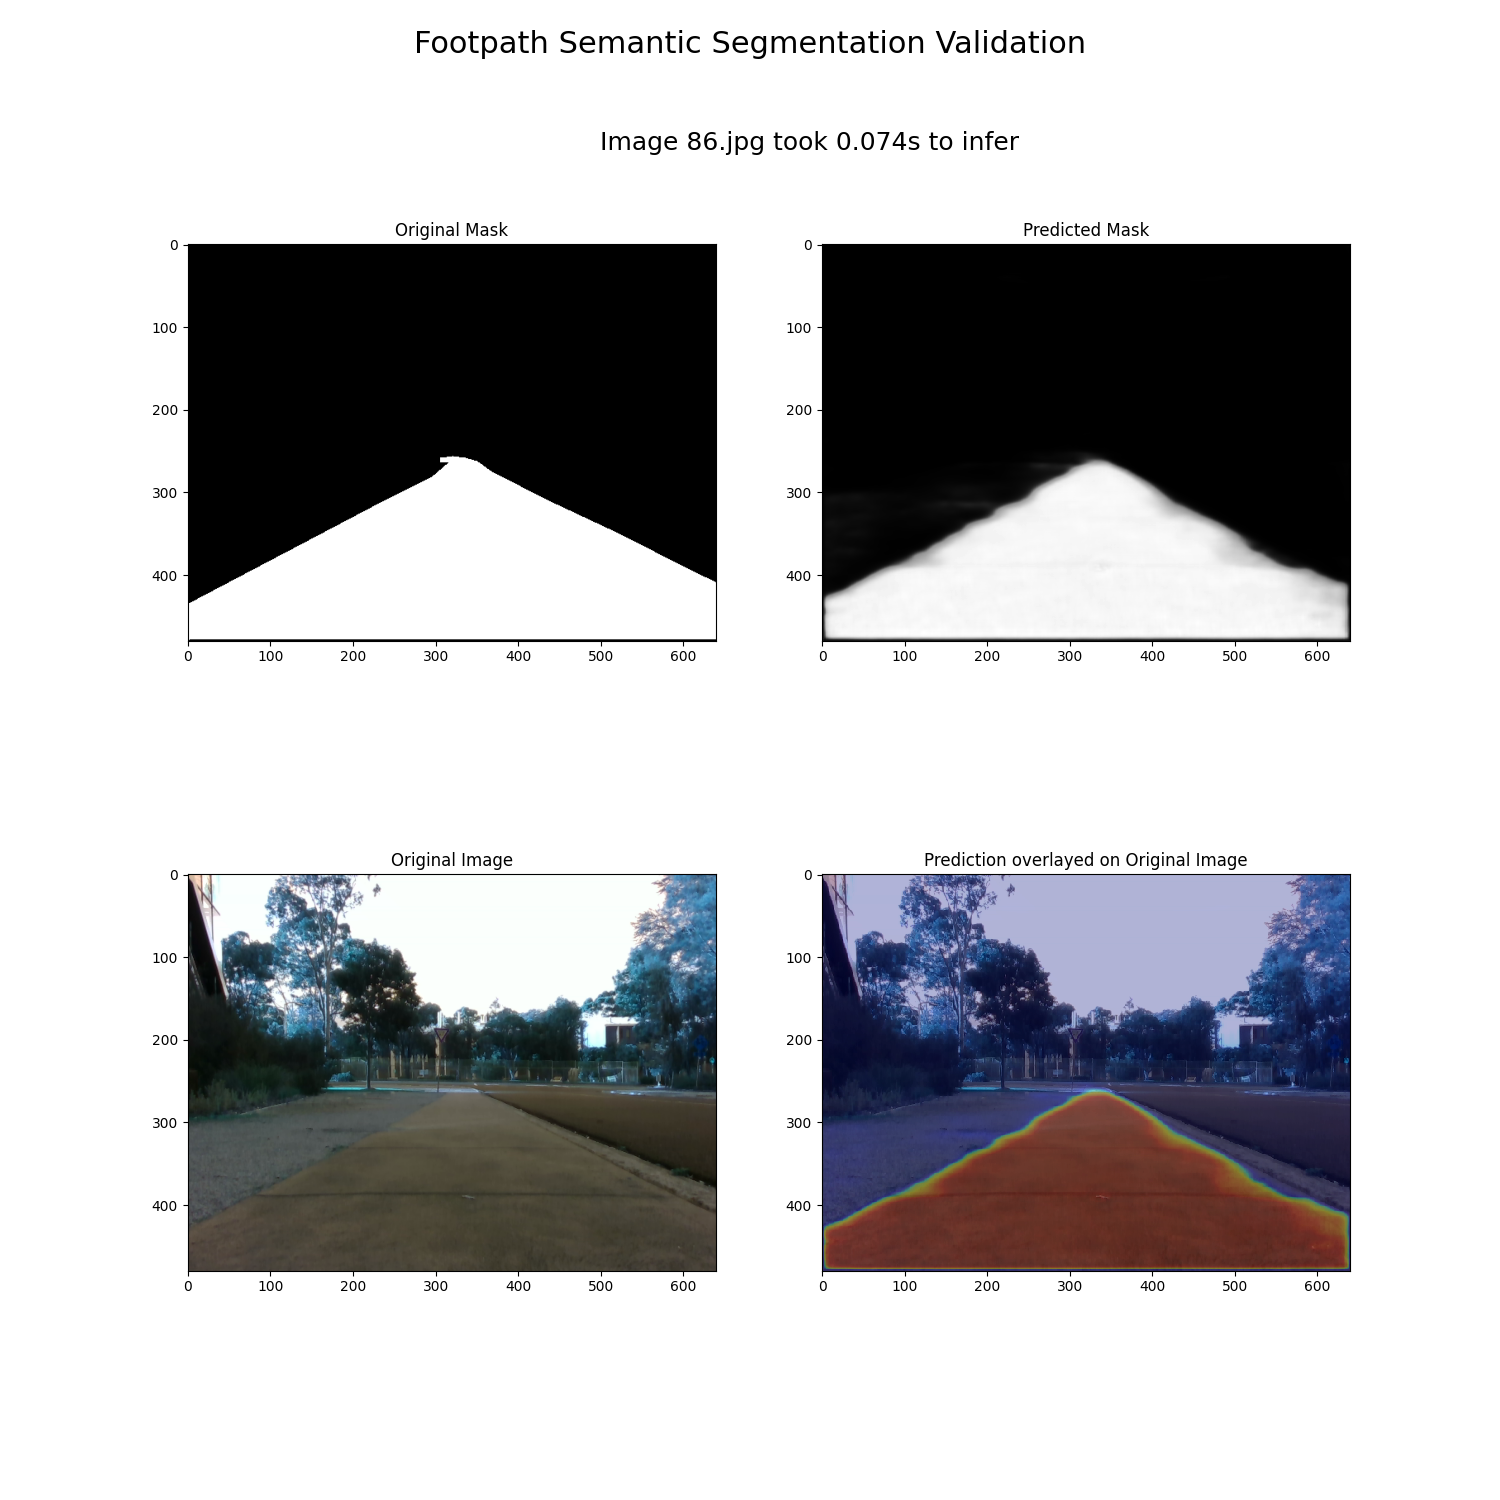 Footpath Semantic Segmentation Validation
Image 86.jpg took 0.074s to infer
Original Mask
0
100
200
300
400
0 100 200 300 400 500 600
Predicted Mask
0
100
200
300
400
0 100 200 300 400 500 600
Original Image
0
100
200
300
400
0 100 200 300 400 500 600
Prediction overlayed on Original Image
0
100
200
300
400
0 100 200 300 400 500 600